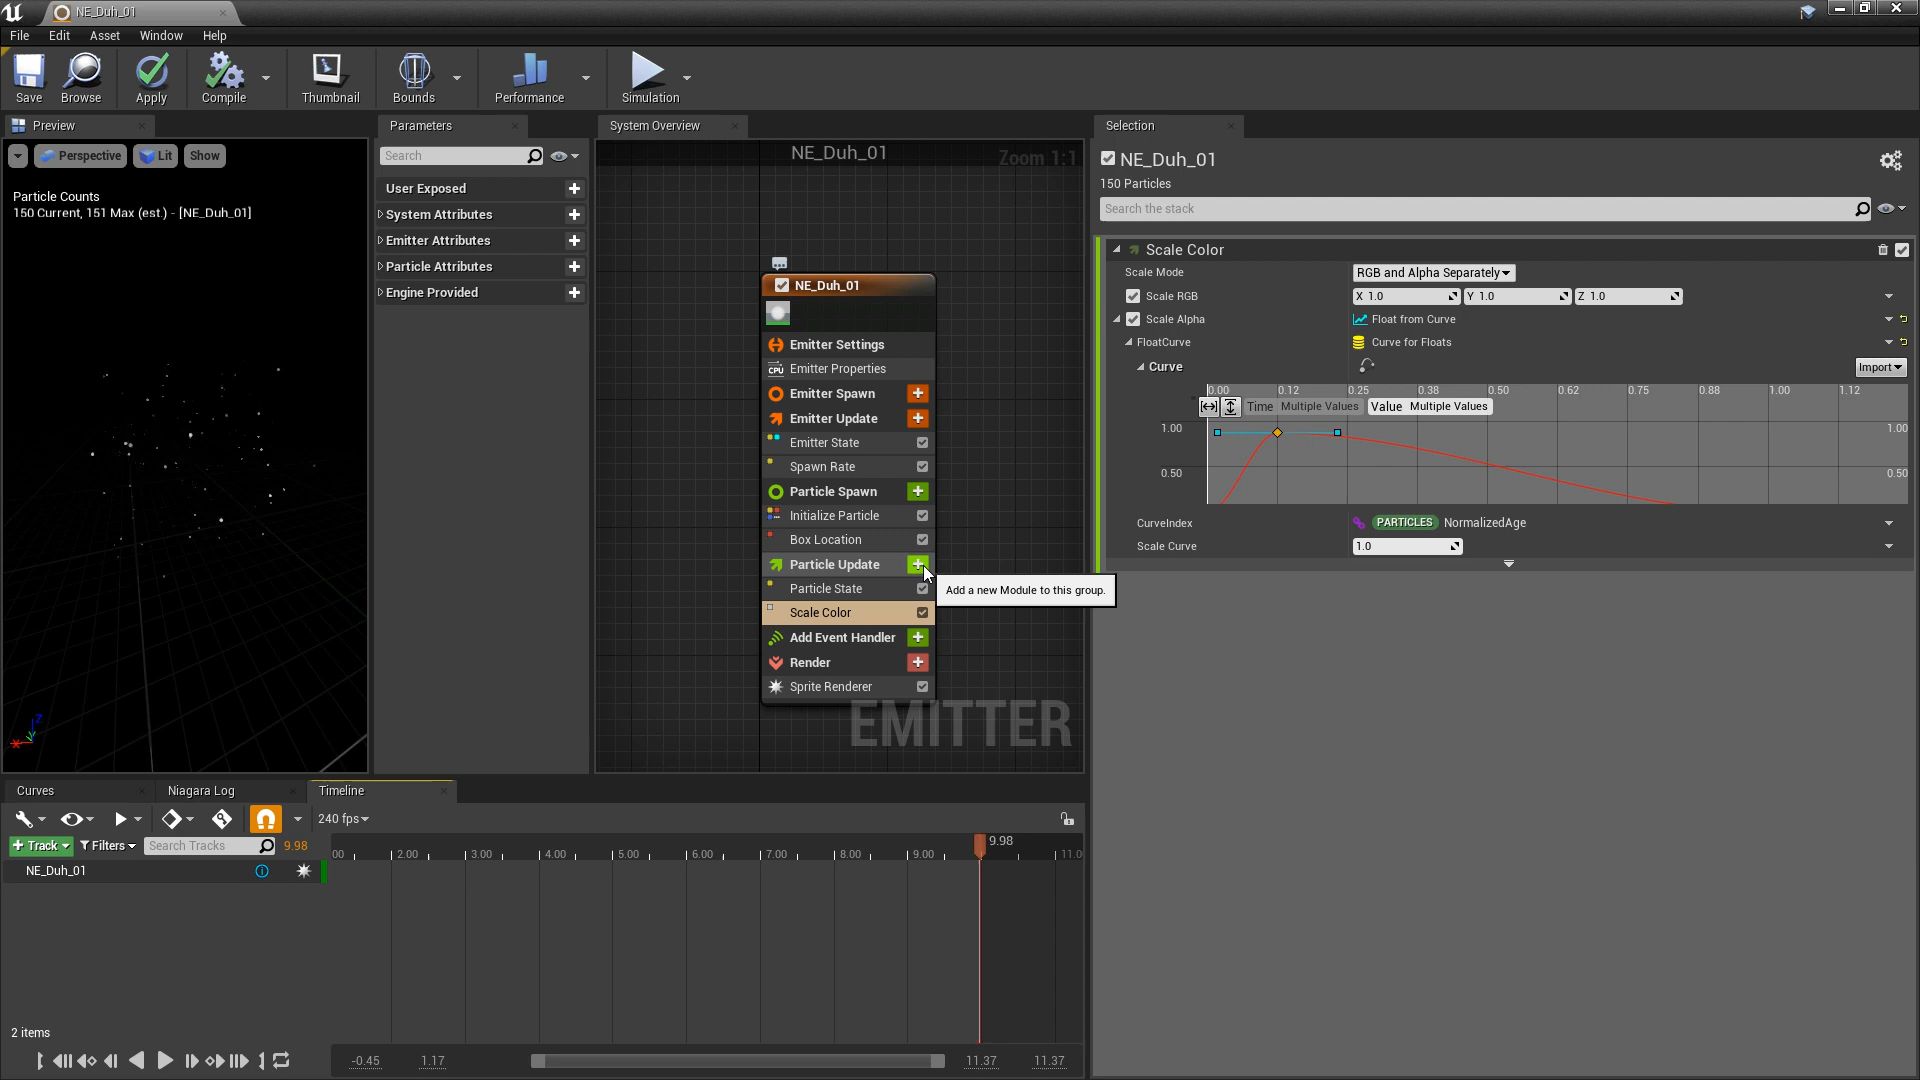 NE_Duh_01
File Edit Asset Window Help
Save Browse Apply Compile Thumbnail Bounds Performance Simulation
Preview
Perspective Lit Show
Particle Counts
150 Current, 151 Max (est.) - [NE_Duh_01]
Parameters
Search
User Exposed
System Attributes
Emitter Attributes
Particle Attributes
Engine Provided
System Overview
NE_Duh_01
Zoom 1:1
NE_Duh_01
Emitter Settings
CPU Emitter Properties
Emitter Spawn
Emitter Update
Emitter State
Spawn Rate
Particle Spawn
Initialize Particle
Box Location
Particle Update
Particle State
Scale Color
Add Event Handler
Render
Sprite Renderer
EMITTER
Add a new Module to this group.
Selection
NE_Duh_01
150 Particles
Search the stack
Scale Color
Scale Mode RGB and Alpha Separately
Scale RGB X 1.0 Y 1.0 Z 1.0
Scale Alpha Float from Curve
FloatCurve Curve for Floats
Curve Import
0.00 0.12 0.25 0.38 0.50 0.62 0.75 0.88 1.00 1.12
Time Multiple Values Value Multiple Values
1.00 1.00
0.50 0.50
CurveIndex PARTICLES NormalizedAge
Scale Curve 1.0
Curves Niagara Log Timeline
240 fps
Track Filters Search Tracks 9.98
9.98
00 2.00 3.00 4.00 5.00 6.00 7.00 8.00 9.00 11.0
NE_Duh_01
2 items
-0.45 1.17 11.37 11.37
Z